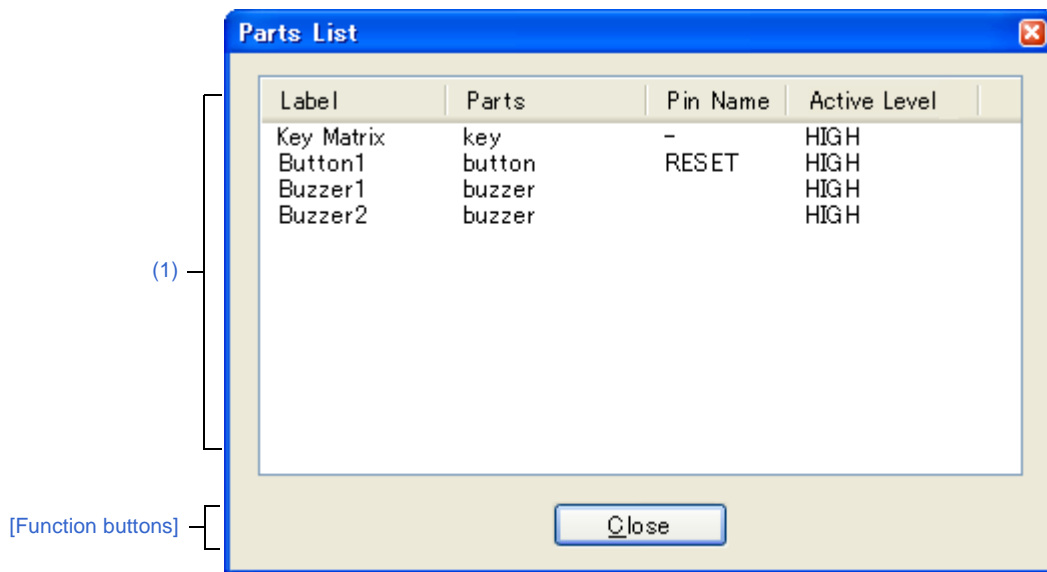 Parts List
Label Parts Pin Name Active Level
Key Matrix key - HIGH
Button1 button RESET HIGH
Buzzer1 buzzer HIGH
Buzzer2 buzzer HIGH
(1)
[Function buttons]
Close